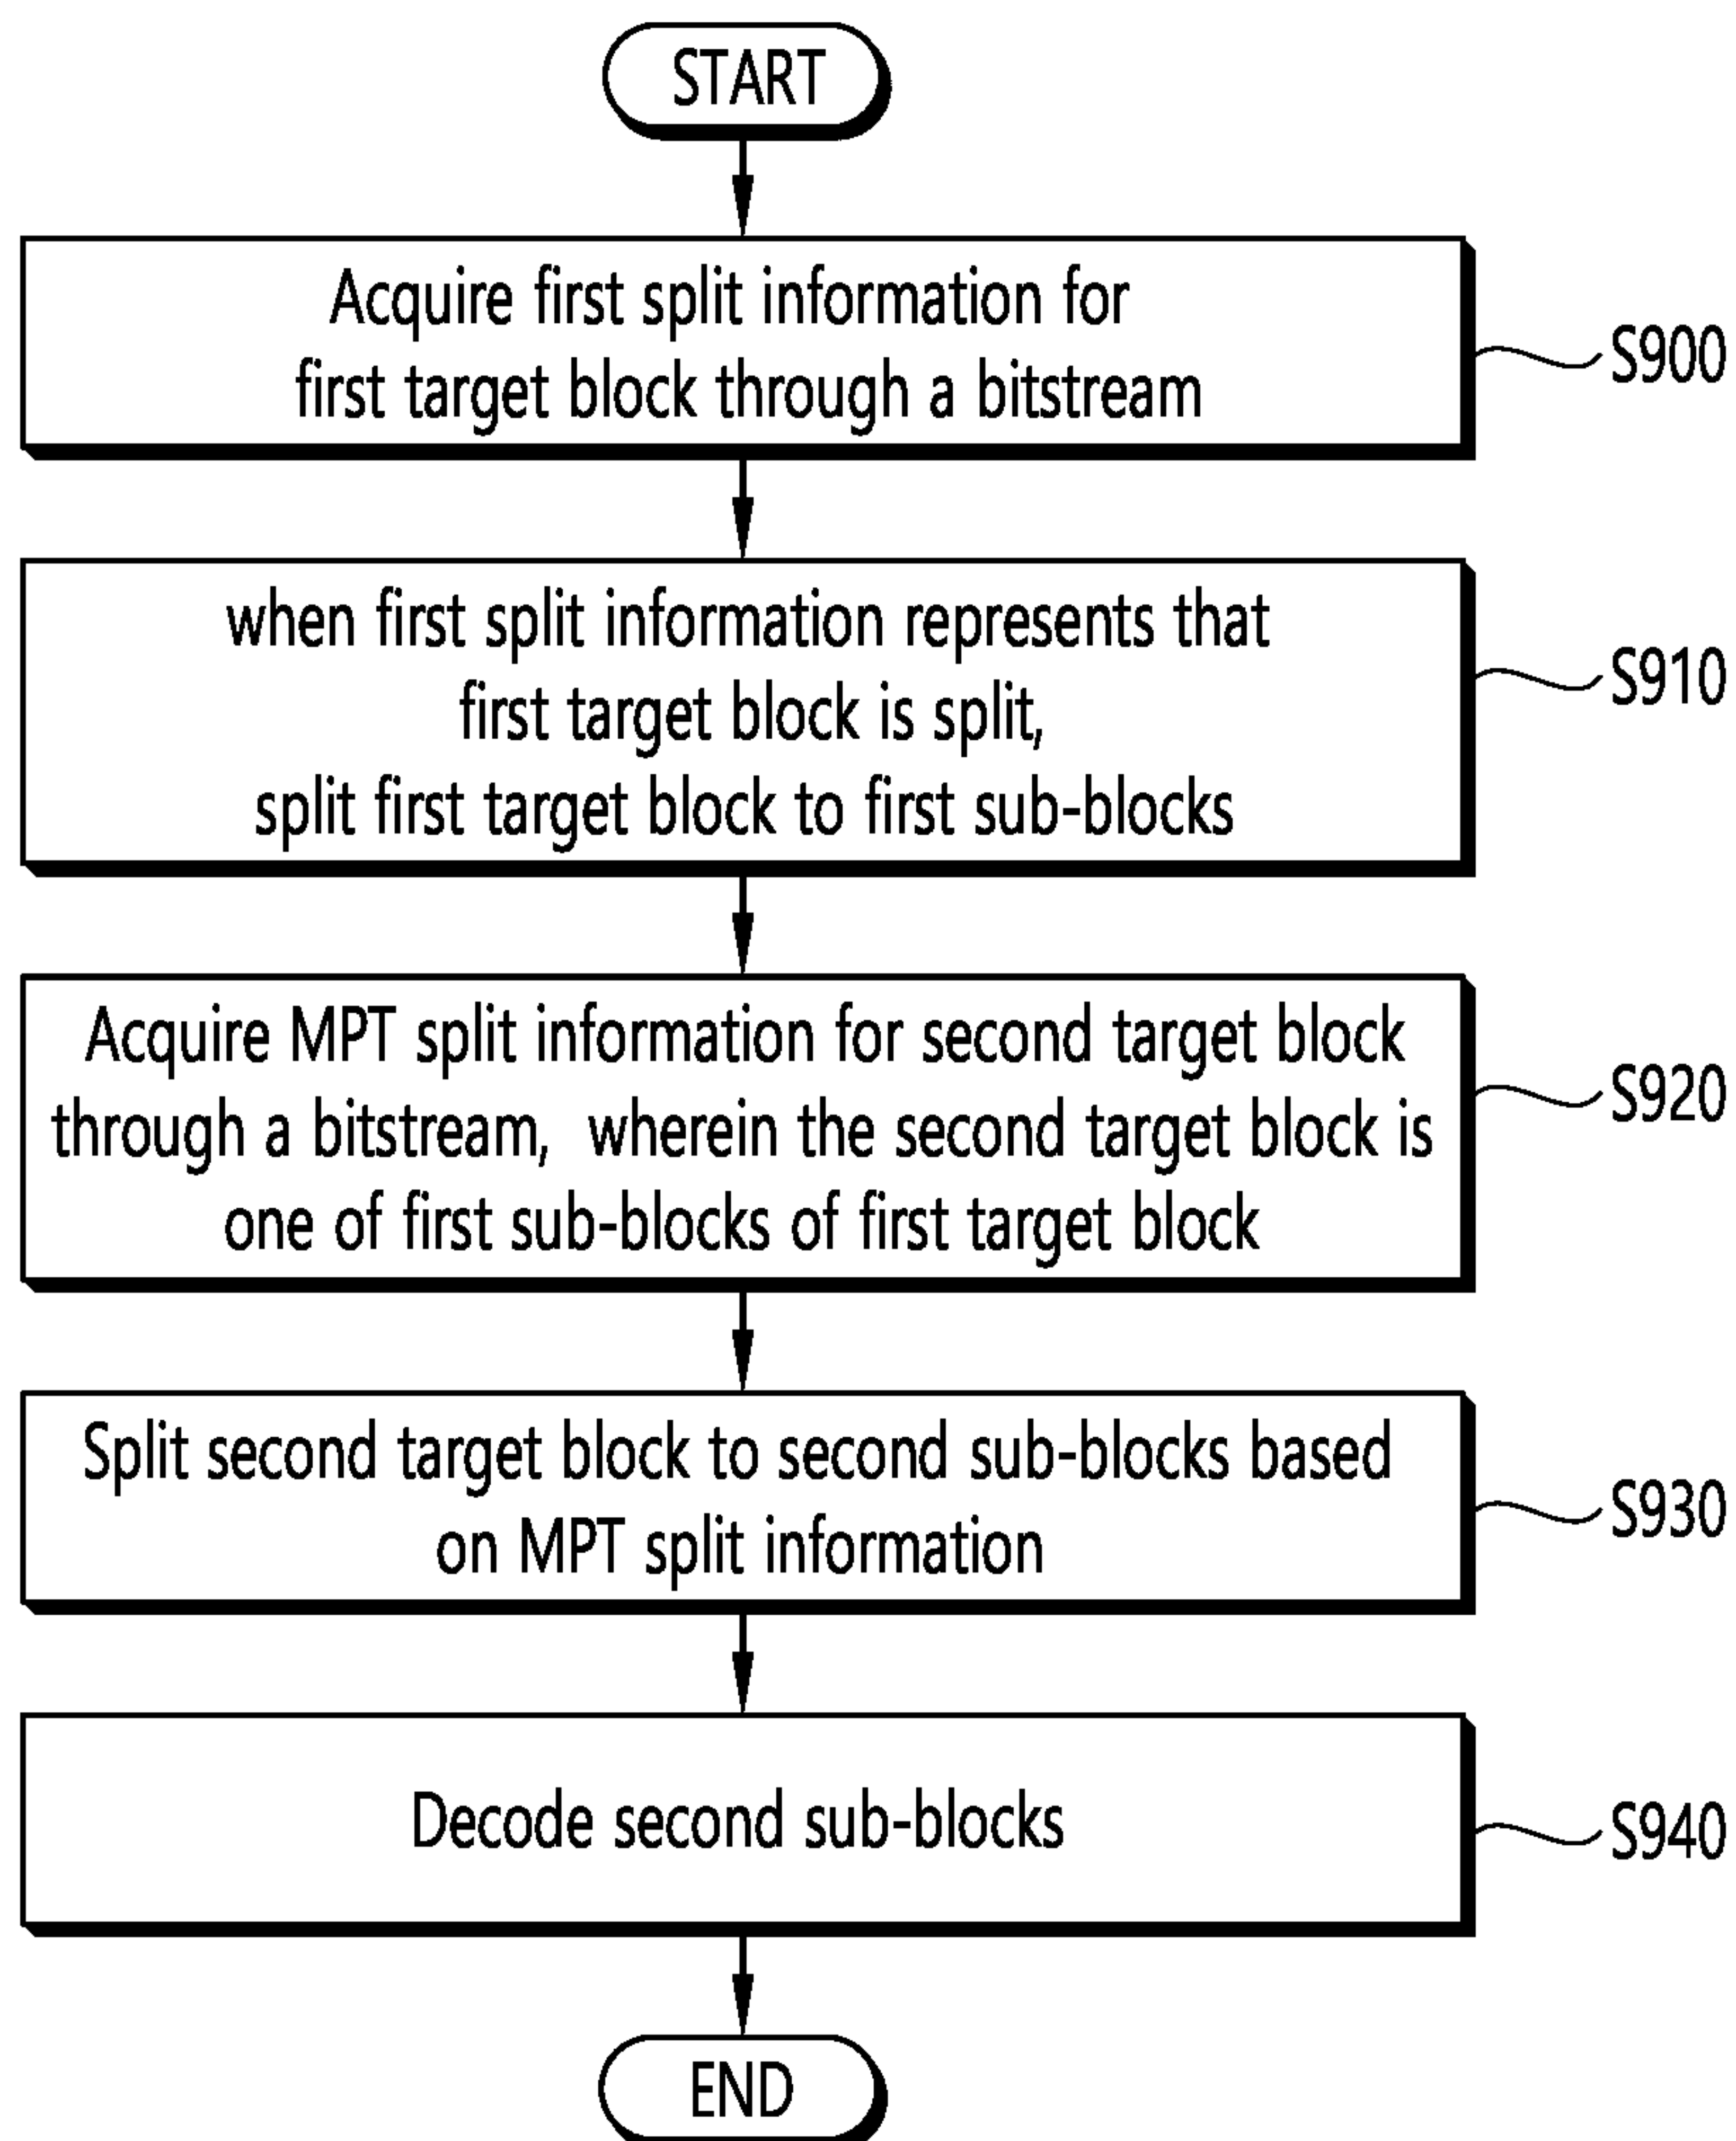 START
Acquire first split information for
first target block through a bitstream
S900
when first split information represents that
first target block is split,
split first target block to first sub-blocks
S910
Acquire MPT split information for second target block
through a bitstream, wherein the second target block is
one of first sub-blocks of first target block
S920
Split second target block to second sub-blocks based
on MPT split information
S930
Decode second sub-blocks
S940
END